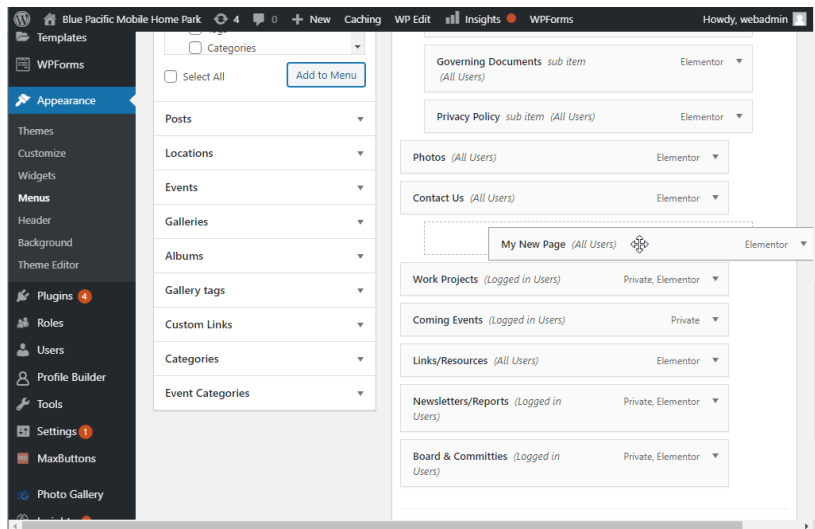 Blue Pacific Mobile Home Park 4 0 New Caching WP Edit Insights WPForms Howdy, webadmin
Templates
WPForms
Appearance
Themes
Customize
Widgets
Menus
Header
Background
Theme Editor
Plugins 4
Roles
Users
Profile Builder
Tools
Settings 1
MaxButtons
Photo Gallery
Categories
Select All Add to Menu
Posts
Locations
Events
Galleries
Albums
Gallery tags
Custom Links
Categories
Event Categories
Governing Documents sub item Elementor
(All Users)
Privacy Policy sub item (All Users) Elementor
Photos (All Users) Elementor
Contact Us (All Users) Elementor
My New Page (All Users) Elementor
Work Projects (Logged in Users) Private, Elementor
Coming Events (Logged in Users) Private
Links/Resources (All Users) Elementor
Newsletters/Reports (Logged in Private, Elementor
Users)
Board & Committies (Logged in Private, Elementor
Users)